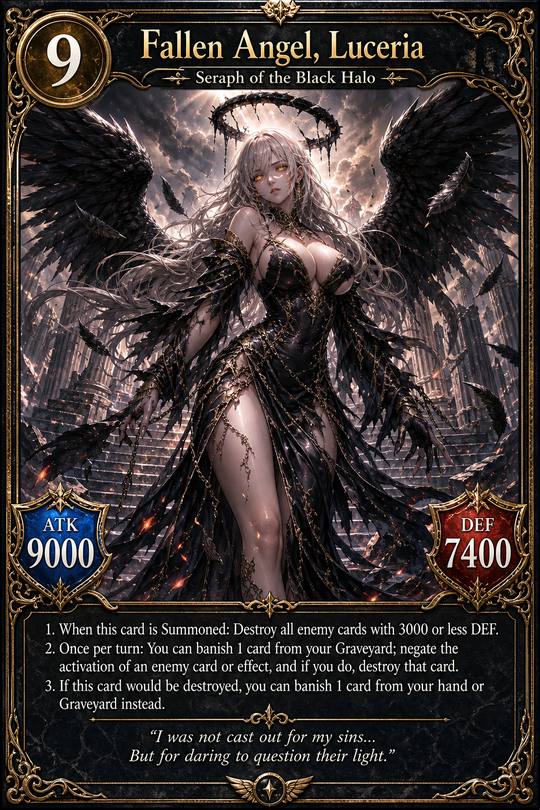 9
Fallen Angel, Luceria
Seraph of the Black Halo
ATK
9000
DEF
7400
1. When this card is Summoned: Destroy all enemy cards with 3000 or less DEF.
2. Once per turn: You can banish 1 card from your Graveyard; negate the
activation of an enemy card or effect, and if you do, destroy that card.
3. If this card would be destroyed, you can banish 1 card from your hand or
Graveyard instead.
“I was not cast out for my sins...
But for daring to question their light.”